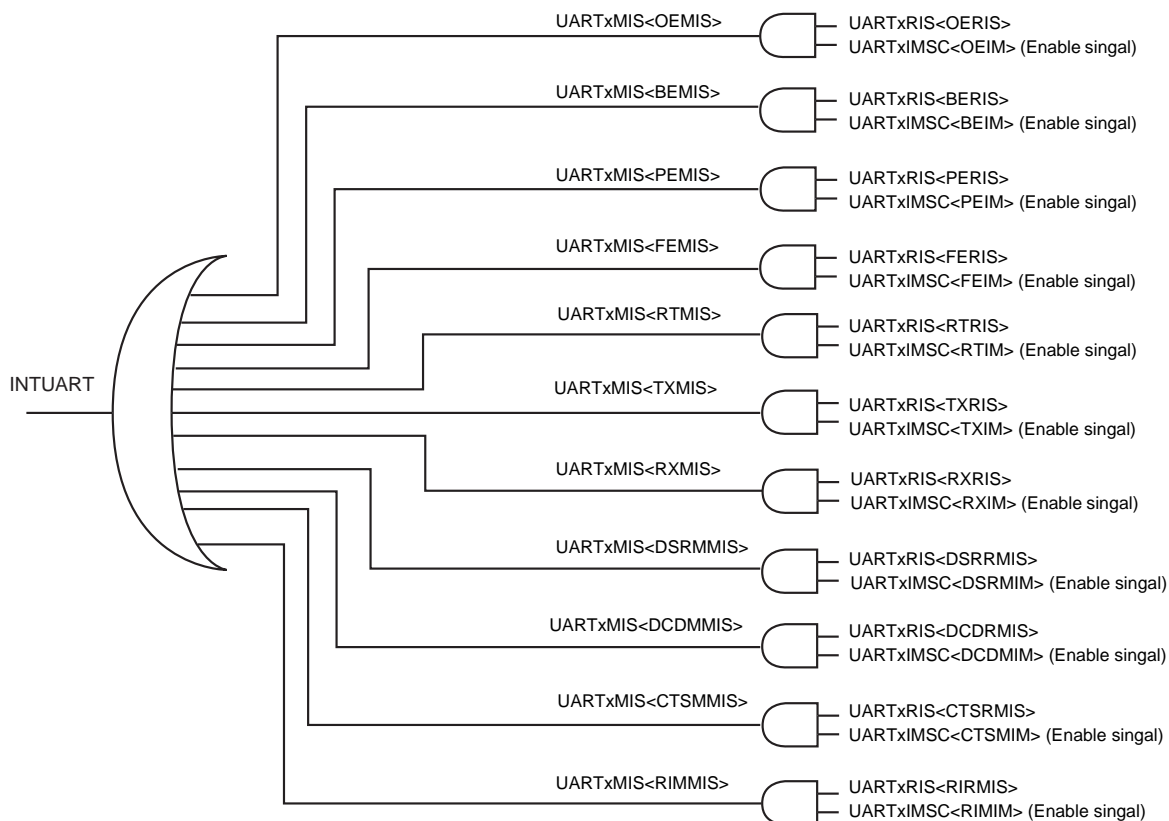 UARTxMIS<OEMIS>
UARTxRIS<OERIS>
UARTxIMSC<OEIM> (Enable singal)
UARTxMIS<BEMIS>
UARTxRIS<BERIS>
UARTxIMSC<BEIM> (Enable singal)
UARTxMIS<PEMIS>
UARTxRIS<PERIS>
UARTxIMSC<PEIM> (Enable singal)
UARTxMIS<FEMIS>
UARTxRIS<FERIS>
UARTxIMSC<FEIM> (Enable singal)
UARTxMIS<RTMIS>
UARTxRIS<RTRIS>
UARTxIMSC<RTIM> (Enable singal)
INTUART
UARTxMIS<TXMIS>
UARTxRIS<TXRIS>
UARTxIMSC<TXIM> (Enable singal)
UARTxMIS<RXMIS>
UARTxRIS<RXRIS>
UARTxIMSC<RXIM> (Enable singal)
UARTxMIS<DSRMMIS>
UARTxRIS<DSRRMIS>
UARTxIMSC<DSRMIM> (Enable singal)
UARTxMIS<DCDMMIS>
UARTxRIS<DCDRMIS>
UARTxIMSC<DCDMIM> (Enable singal)
UARTxMIS<CTSMMIS>
UARTxRIS<CTSRMIS>
UARTxIMSC<CTSMIM> (Enable singal)
UARTxMIS<RIMMIS>
UARTxRIS<RIRMIS>
UARTxIMSC<RIMIM> (Enable singal)